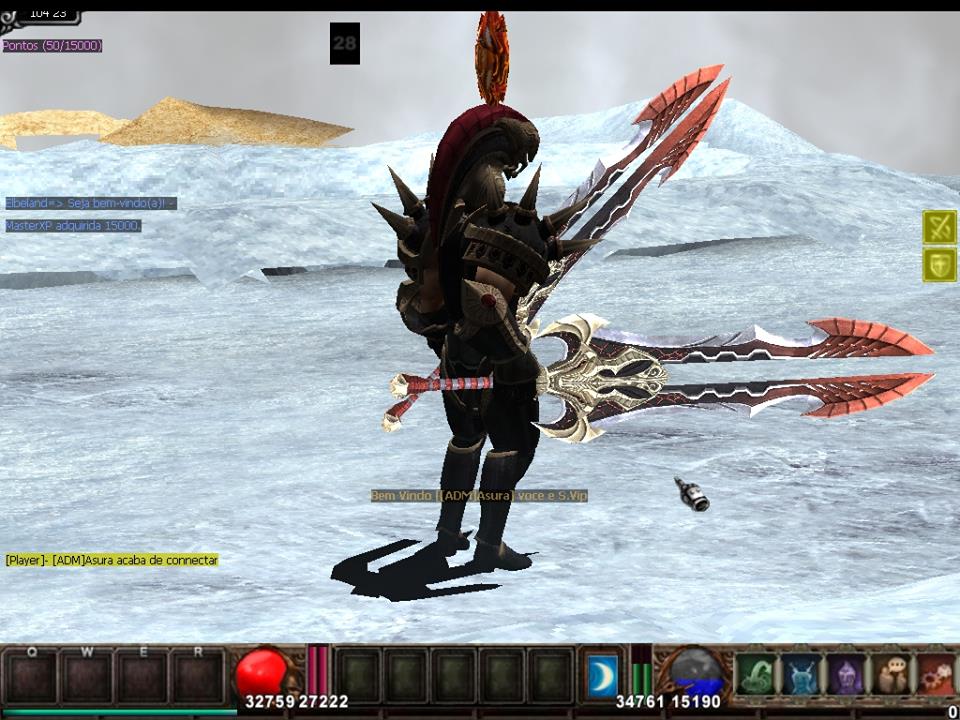 104 23
Pontos (50/15000)
28
Elbeland=> Seja bem-vindo(a)! -
MasterXP adquirida 15000.
Bem Vindo [[ADM]Asura] voce e S.Vip
[Player]- [ADM]Asura acaba de connectar
Q W E R
32759 27222 34761 15190
0